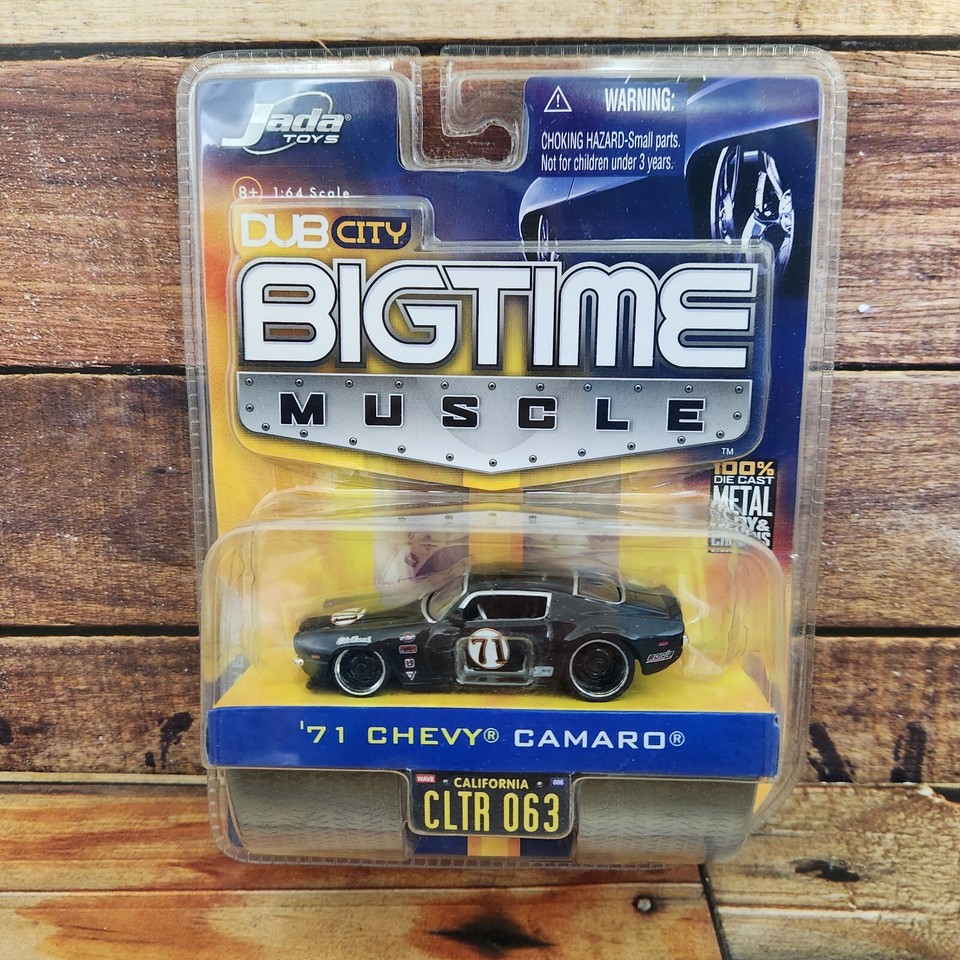 Jada®
TOYS
WARNING:
CHOKING HAZARD-Small parts.
Not for children under 3 years.
8+ 1:64 Scale
DUB CITY
BIGTIME
MUSCLE
TM
100%
DIE CAST
METAL
71
'71 CHEVY® CAMARO®
WAVE
CALIFORNIA
CLTR 063